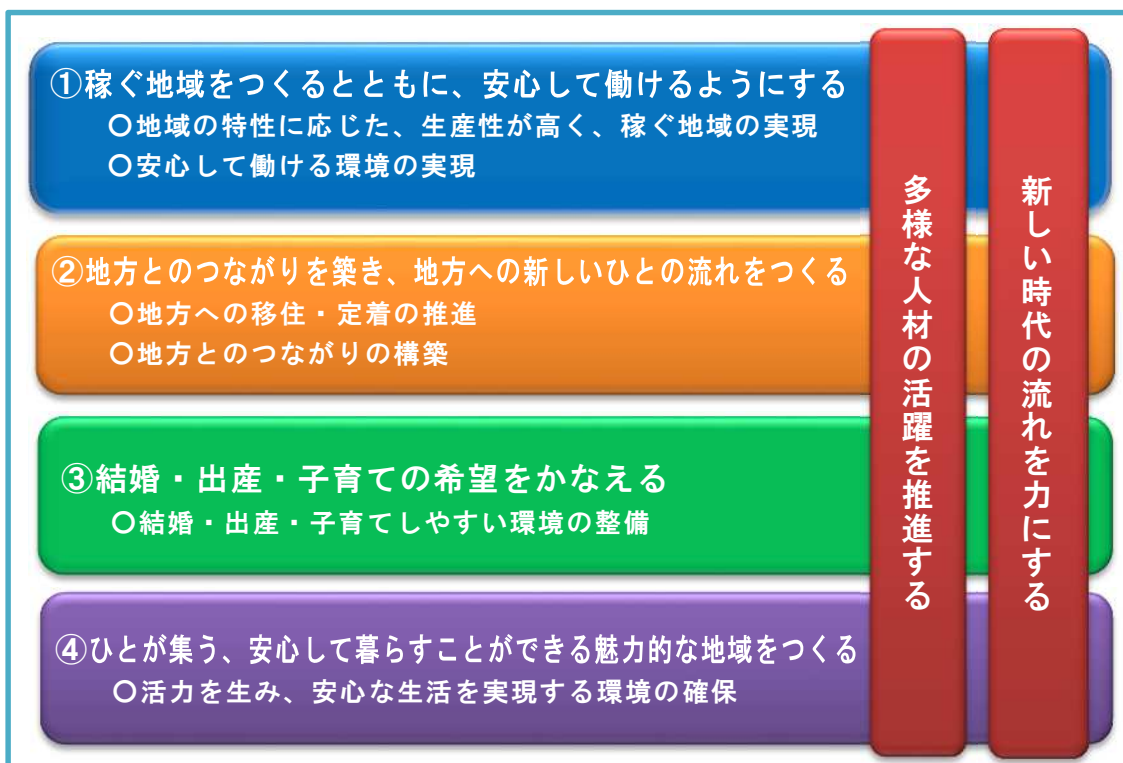 ①稼ぐ地域をつくるとともに、安心して働けるようにする
〇地域の特性に応じた、生産性が高く、稼ぐ地域の実現
〇安心して働ける環境の実現
②地方とのつながりを築き、地方への新しいひとの流れをつくる
〇地方への移住・定着の推進
〇地方とのつながりの構築
③結婚・出産・子育ての希望をかなえる
〇結婚・出産・子育てしやすい環境の整備
④ひとが集う、安心して暮らすことができる魅力的な地域をつくる
〇活力を生み、安心な生活を実現する環境の確保
多様な人材の活躍を推進する
新しい時代の流れを力にする